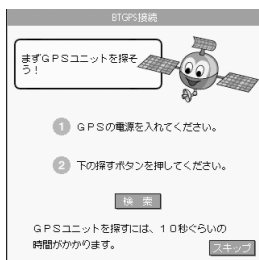 BTGPS接続
まずGPSユニットを探そ
う！
1 GPSの電源を入れてください。
2 下の探すボタンを押してください。
検 索
GPSユニットを探すには、10秒ぐらいの
時間がかかります。
スキップ